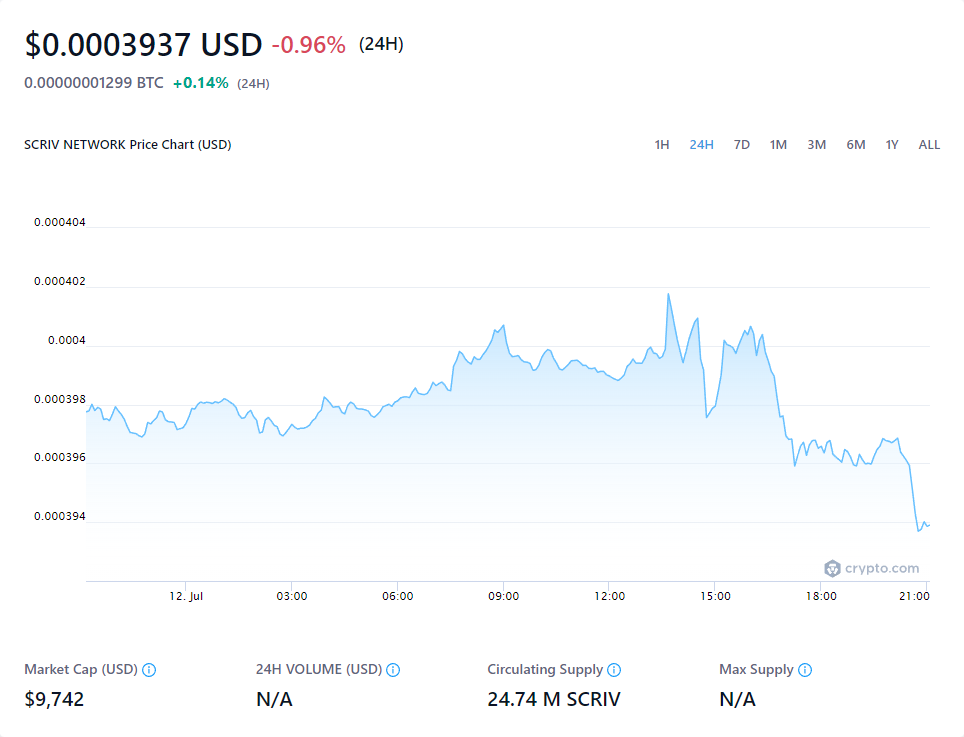 $0.0003937 USD -0.96% (24H)
0.00000001299 BTC +0.14% (24H)
SCRIV NETWORK Price Chart (USD) 1H 24H 7D 1M 3M 6M 1Y ALL
0.000404
0.000402
0.0004
0.000398
0.000396
0.000394
crypto.com
12. Jul 03:00 06:00 09:00 12:00 15:00 18:00 21:00
Market Cap (USD) 24H VOLUME (USD) Circulating Supply Max Supply
$9,742 N/A 24.74 M SCRIV N/A